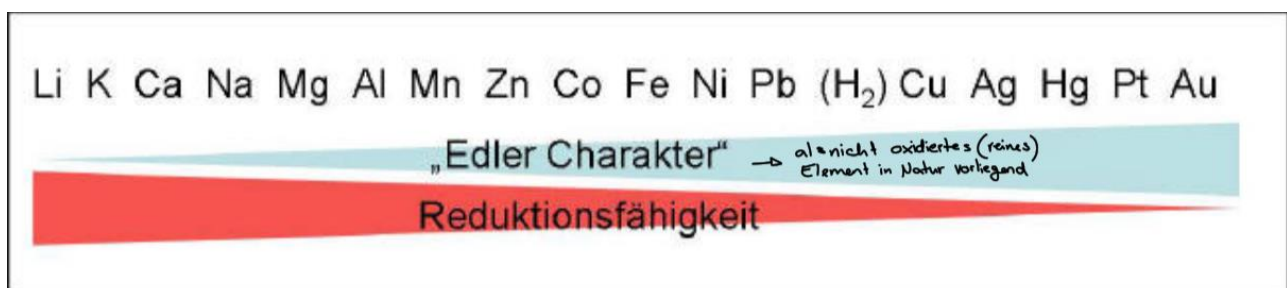 Li K Ca Na Mg Al Mn Zn Co Fe Ni Pb (H₂) Cu Ag Hg Pt Au
„Edler Charakter“ → als nicht oxidiertes (reines)
Element in Natur vorliegend
Reduktionsfähigkeit